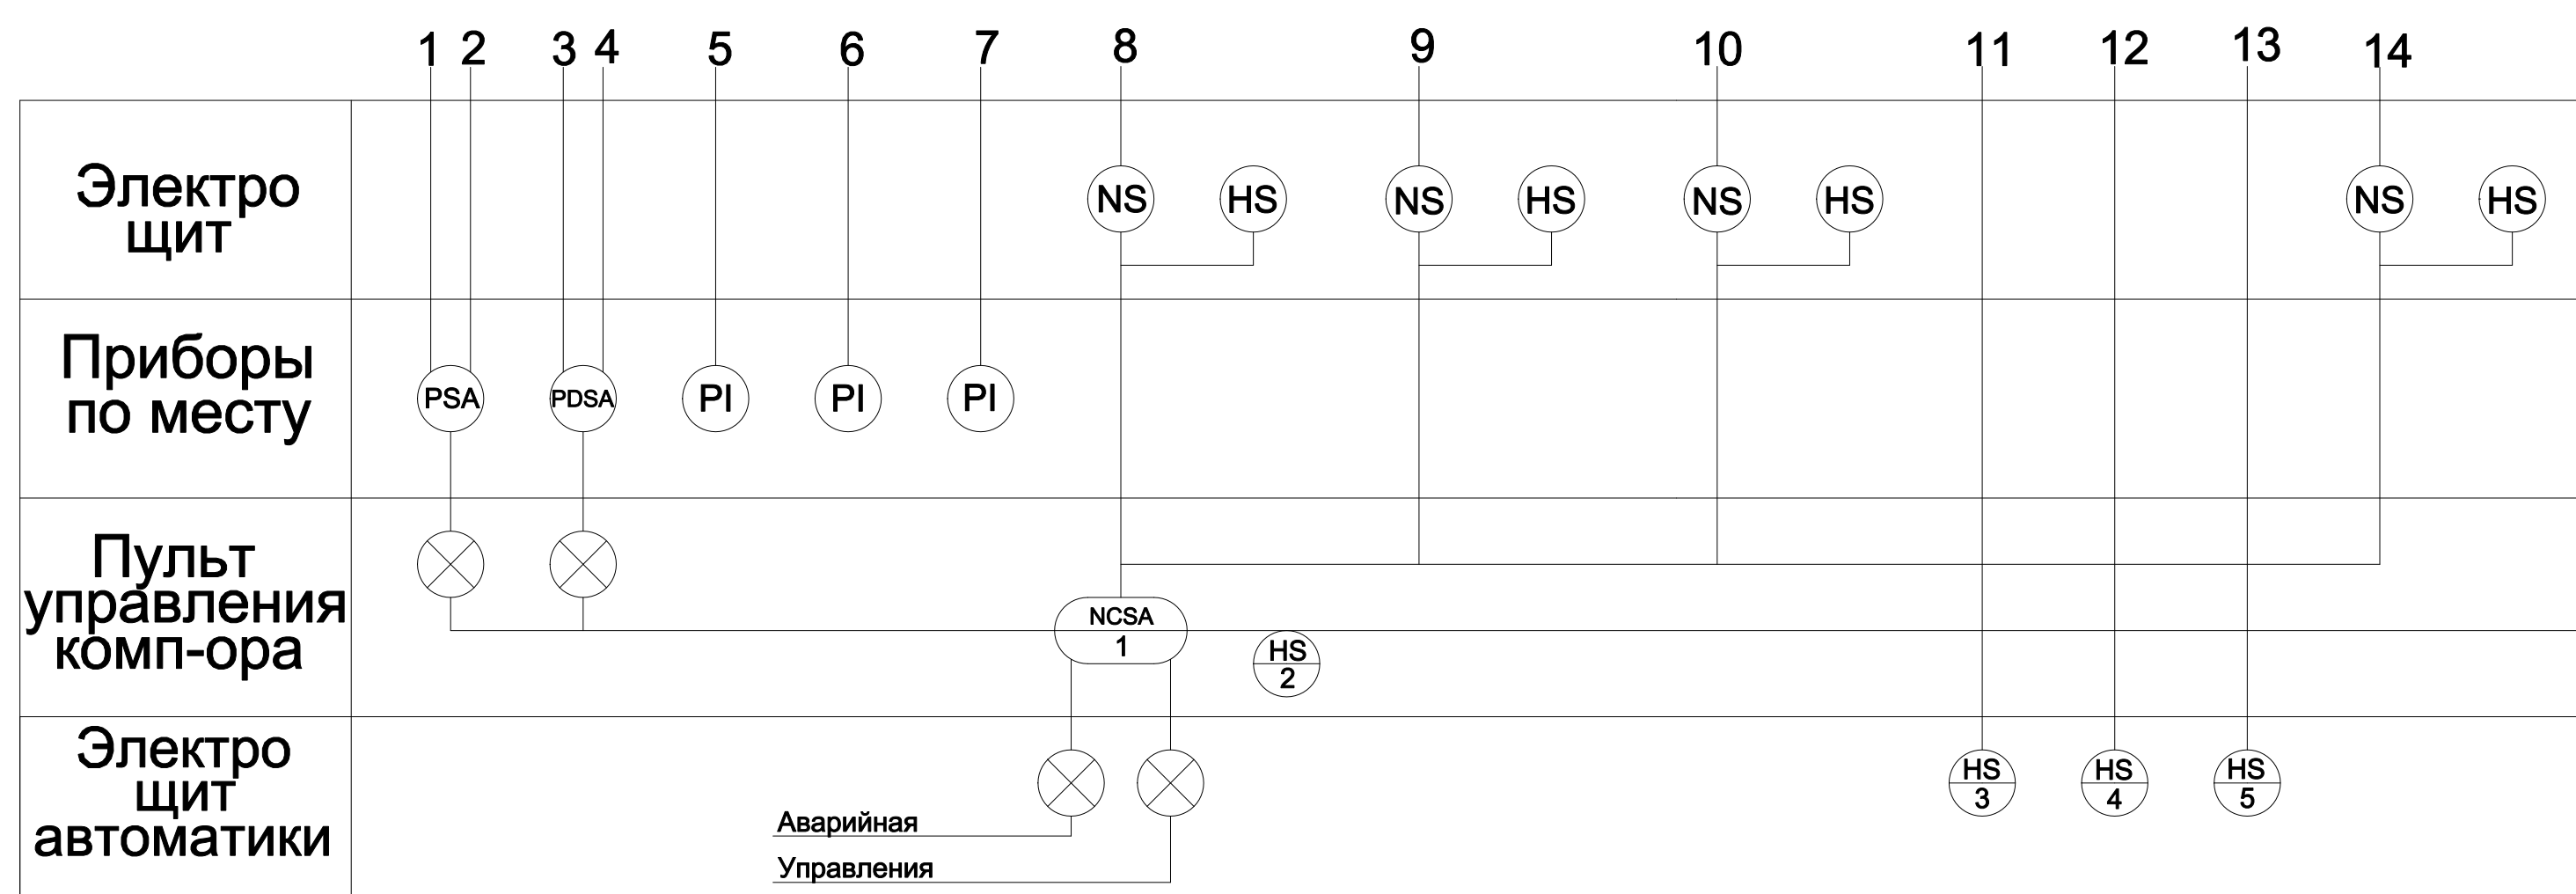 1 2 3 4 5 6 7 8 9 10 11 12 13 14
Электро
щит
NS HS NS HS NS HS NS HS
Приборы
по месту
PSA PDSA PI PI PI
Пульт
управления
комп-ора
NCSA
1
HS
2
Электро
щит
автоматики
HS
3
HS
4
HS
5
Аварийная
Управления